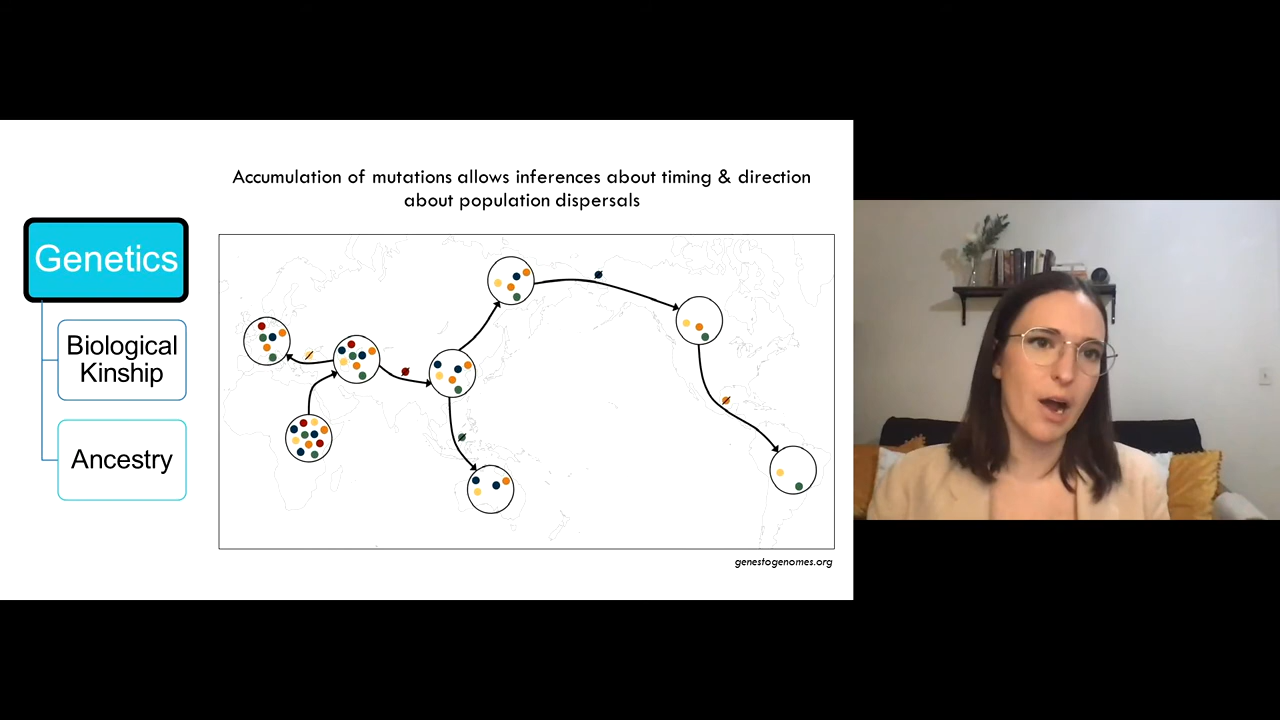 Accumulation of mutations allows inferences about timing & direction
about population dispersals
Genetics
Biological
Kinship
Ancestry
genestogenomes.org